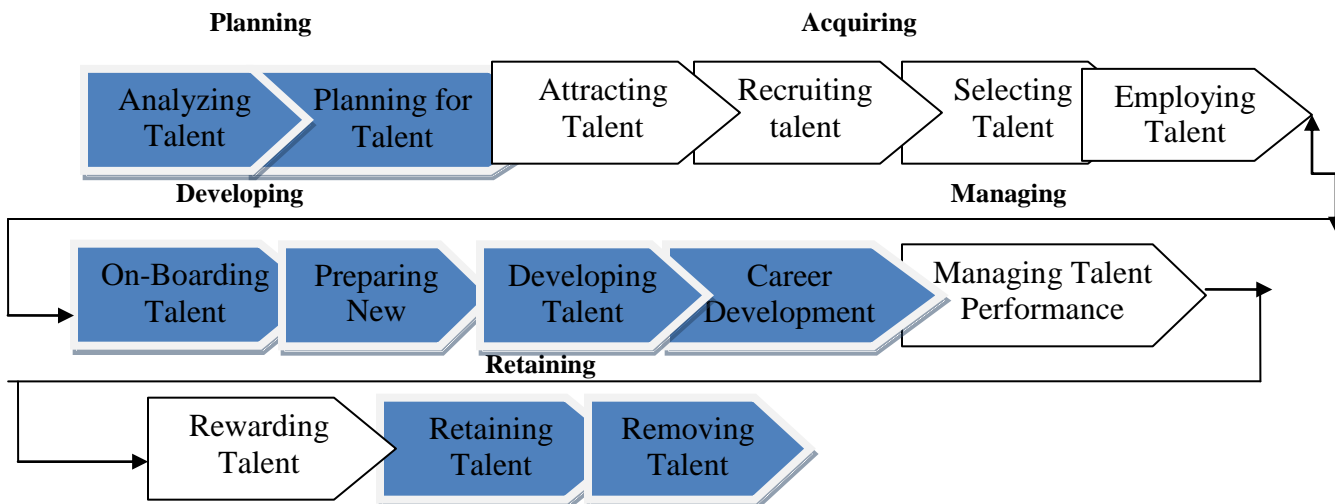 Planning
Acquiring
Analyzing
Talent
Planning for
Talent
Attracting
Talent
Recruiting
talent
Selecting
Talent
Employing
Talent
Developing
Managing
On-Boarding
Talent
Preparing
New
Developing
Talent
Career
Development
Managing Talent
Performance
Retaining
Rewarding
Talent
Retaining
Talent
Removing
Talent